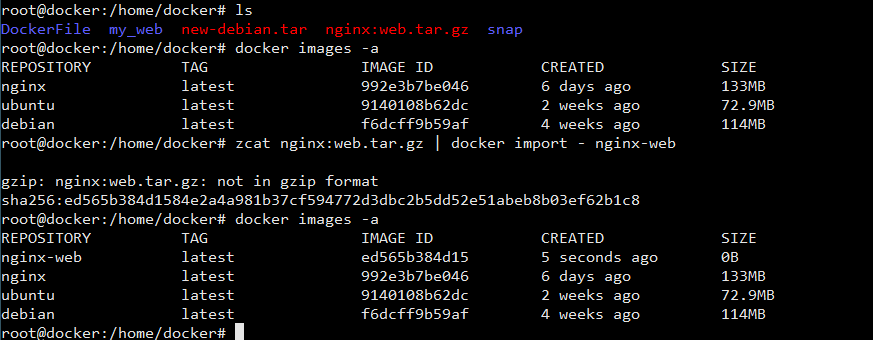 root@docker:/home/docker# ls
DockerFile my_web new-debian.tar nginx:web.tar.gz snap
root@docker:/home/docker# docker images -a
REPOSITORY TAG IMAGE ID CREATED SIZE
nginx latest 992e3b7be046 6 days ago 133MB
ubuntu latest 9140108b62dc 2 weeks ago 72.9MB
debian latest f6dcff9b59af 4 weeks ago 114MB
root@docker:/home/docker# zcat nginx:web.tar.gz | docker import - nginx-web
gzip: nginx:web.tar.gz: not in gzip format
sha256:ed565b384d1584e2a4a981b37cf594772d3dbc2b5dd52e51abeb8b03ef62b1c8
root@docker:/home/docker# docker images -a
REPOSITORY TAG IMAGE ID CREATED SIZE
nginx-web latest ed565b384d15 5 seconds ago 0B
nginx latest 992e3b7be046 6 days ago 133MB
ubuntu latest 9140108b62dc 2 weeks ago 72.9MB
debian latest f6dcff9b59af 4 weeks ago 114MB
root@docker:/home/docker#